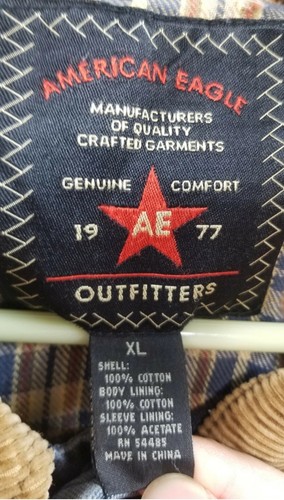 AMERICAN EAGLE
MANUFACTURERS
OF QUALITY
CRAFTED GARMENTS
GENUINE COMFORT
19 AE 77
OUTFITTERS
XL
SHELL:
100% COTTON
BODY LINING:
100% COTTON
SLEEVE LINING:
100% ACETATE
RN 54485
MADE IN CHINA